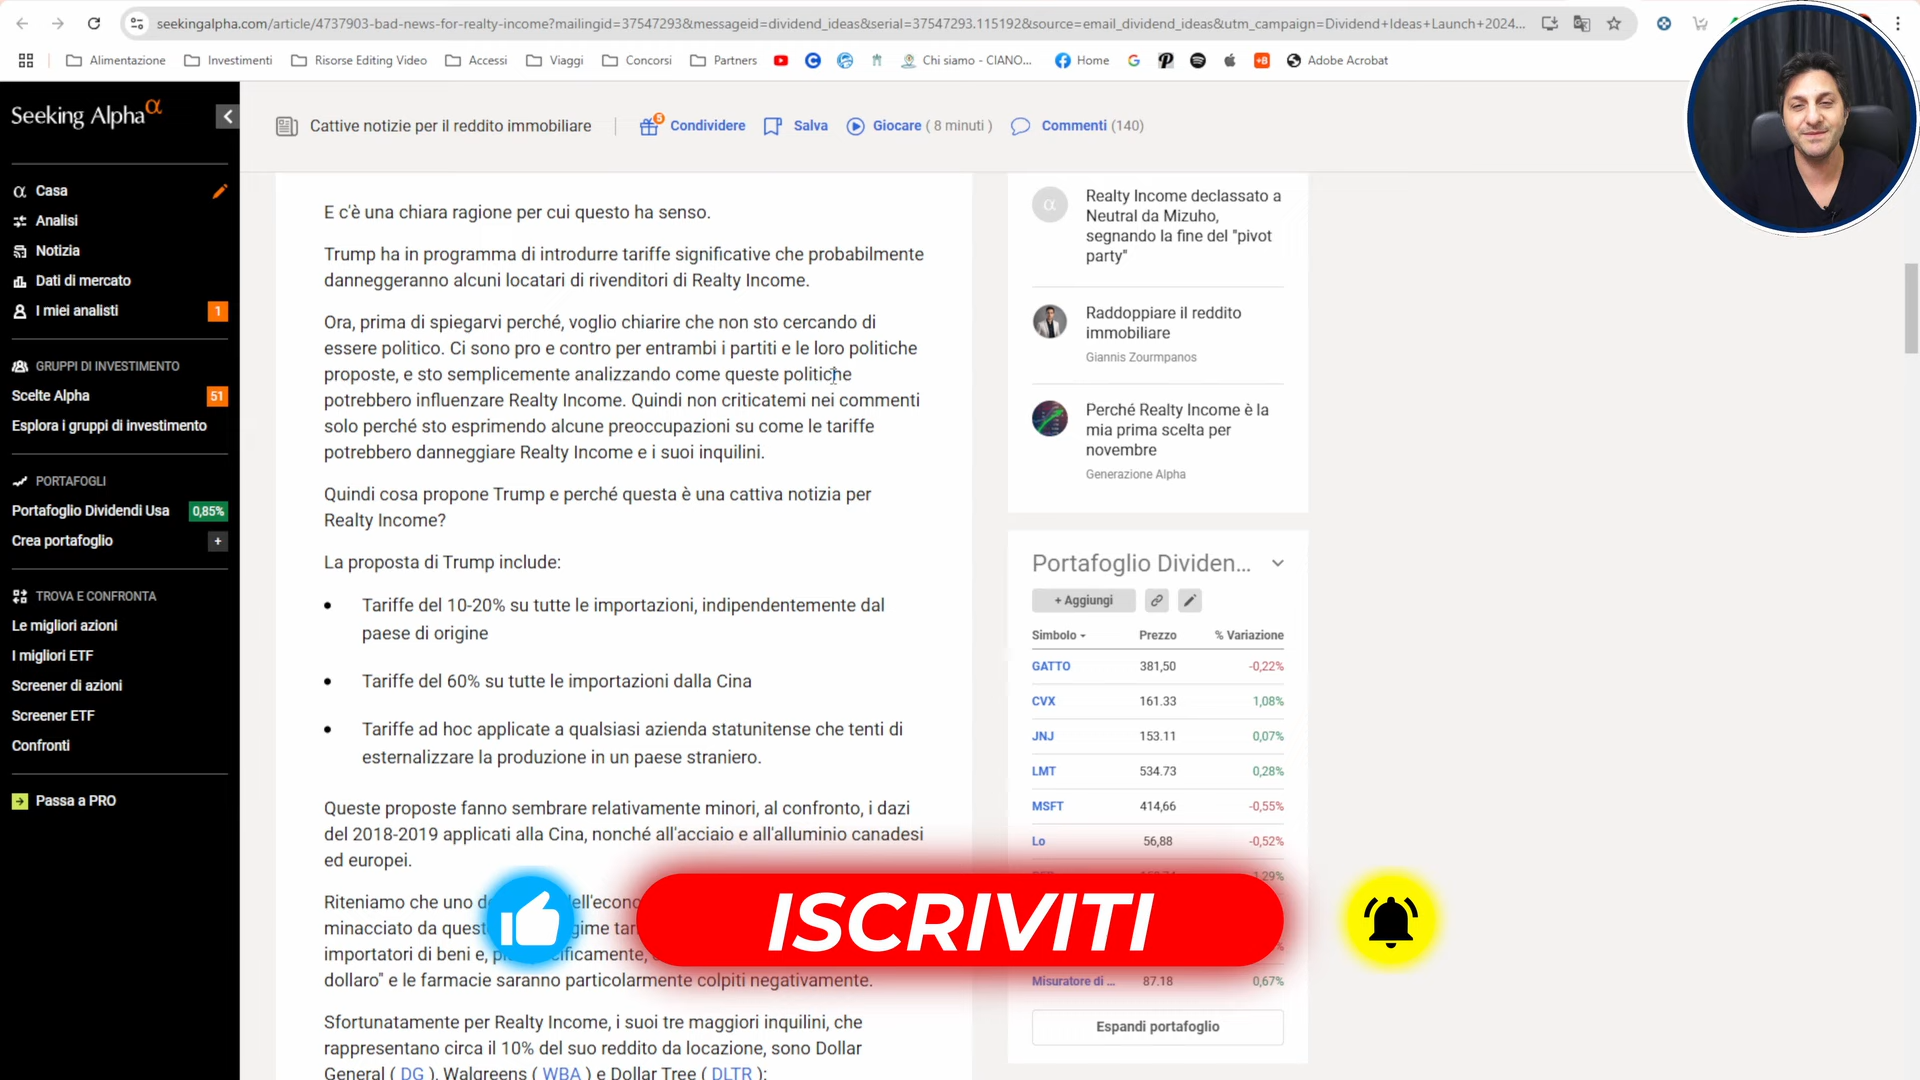 seekingalpha.com/article/4737903-bad-news-for-realty-income?mailingid=37547293&messageid=dividend_ideas&serial=37547293.115192&source=email_dividend_ideas&utm_campaign=Dividend+Ideas+Launch+2024...
Alimentazione
Investimenti
Risorse Editing Video
Accessi
Viaggi
Concorsi
Partners
Chi siamo - CIANO...
Home
Adobe Acrobat
Seeking Alpha α
Cattive notizie per il reddito immobiliare
5
Condividere
Salva
Giocare ( 8 minuti )
Commenti (140)
Casa
Analisi
Notizia
Dati di mercato
I miei analisti
1
GRUPPI DI INVESTIMENTO
Scelte Alpha
51
Esplora i gruppi di investimento
PORTAFOGLI
Portafoglio Dividendi Usa
0,85%
Crea portafoglio
+
TROVA E CONFRONTA
Le migliori azioni
I migliori ETF
Screener di azioni
Screener ETF
Confronti
Passa a PRO
E c'è una chiara ragione per cui questo ha senso.
Trump ha in programma di introdurre tariffe significative che probabilmente
danneggeranno alcuni locatari di rivenditori di Realty Income.
Ora, prima di spiegarvi perché, voglio chiarire che non sto cercando di
essere politico. Ci sono pro e contro per entrambi i partiti e le loro politiche
proposte, e sto semplicemente analizzando come queste politiche
potrebbero influenzare Realty Income. Quindi non criticatemi nei commenti
solo perché sto esprimendo alcune preoccupazioni su come le tariffe
potrebbero danneggiare Realty Income e i suoi inquilini.
Quindi cosa propone Trump e perché questa è una cattiva notizia per
Realty Income?
La proposta di Trump include:
• Tariffe del 10-20% su tutte le importazioni, indipendentemente dal
paese di origine
• Tariffe del 60% su tutte le importazioni dalla Cina
• Tariffe ad hoc applicate a qualsiasi azienda statunitense che tenti di
esternalizzare la produzione in un paese straniero.
Queste proposte fanno sembrare relativamente minori, al confronto, i dazi
del 2018-2019 applicati alla Cina, nonché all'acciaio e all'alluminio canadesi
ed europei.
Riteniamo che uno
minacciato da
importatori di beni e,
dollaro" e le farmacie saranno particolarmente colpiti negativamente.
Sfortunatamente per Realty Income, i suoi tre maggiori inquilini, che
rappresentano circa il 10% del suo reddito da locazione, sono Dollar
General ( DG ), Walgreens ( WBA ) e Dollar Tree ( DLTR ):
Realty Income declassato a
Neutral da Mizuho,
segnando la fine del "pivot
party"
Raddoppiare il reddito
immobiliare
Giannis Zourmpanos
Perché Realty Income è la
mia prima scelta per
novembre
Generazione Alpha
Portafoglio Dividen...
+ Aggiungi
Simbolo Prezzo % Variazione
GATTO 381,50 -0,22%
CVX 161.33 1,08%
JNJ 153.11 0,07%
LMT 534.73 0,28%
MSFT 414,66 -0,55%
Lo 56,88 -0,52%
Misuratore di ... 87.18 0,67%
Espandi portafoglio
ISCRIVITI